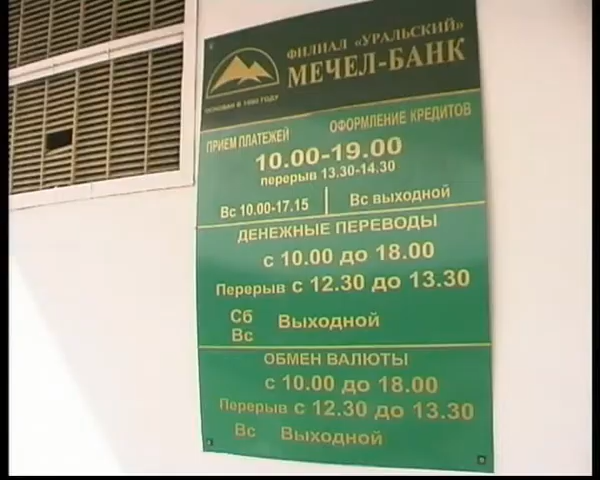 ФИЛИАЛ «УРАЛЬСКИЙ»
МЕЧЕЛ-БАНК
ОСНОВАН В 1990 ГОДУ
ПРИЕМ ПЛАТЕЖЕЙ ОФОРМЛЕНИЕ КРЕДИТОВ
10.00-19.00
перерыв 13.30-14.30
Вс 10.00-17.15 Вс выходной
ДЕНЕЖНЫЕ ПЕРЕВОДЫ
с 10.00 до 18.00
Перерыв с 12.30 до 13.30
Сб
Вс Выходной
ОБМЕН ВАЛЮТЫ
с 10.00 до 18.00
Перерыв с 12.30 до 13.30
Вс Выходной